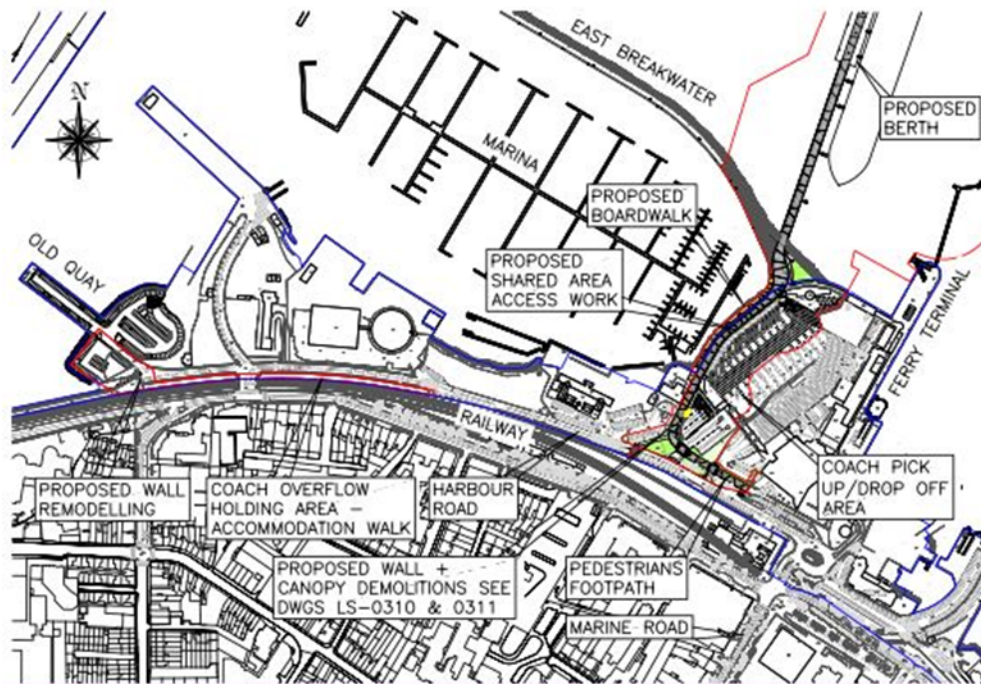 EAST BREAKWATER
N
PROPOSED
BERTH
MARINA
PROPOSED
BOARDWALK
PROPOSED
SHARED AREA
ACCESS WORK
OLD QUAY
FERRY TERMINAL
RAILWAY
PROPOSED WALL
REMODELLING
COACH OVERFLOW
HOLDING AREA –
ACCOMMODATION WALK
HARBOUR
ROAD
COACH PICK
UP/DROP OFF
AREA
PROPOSED WALL +
CANOPY DEMOLITIONS SEE
DWGS LS-0310 & 0311
PEDESTRIANS
FOOTPATH
MARINE ROAD